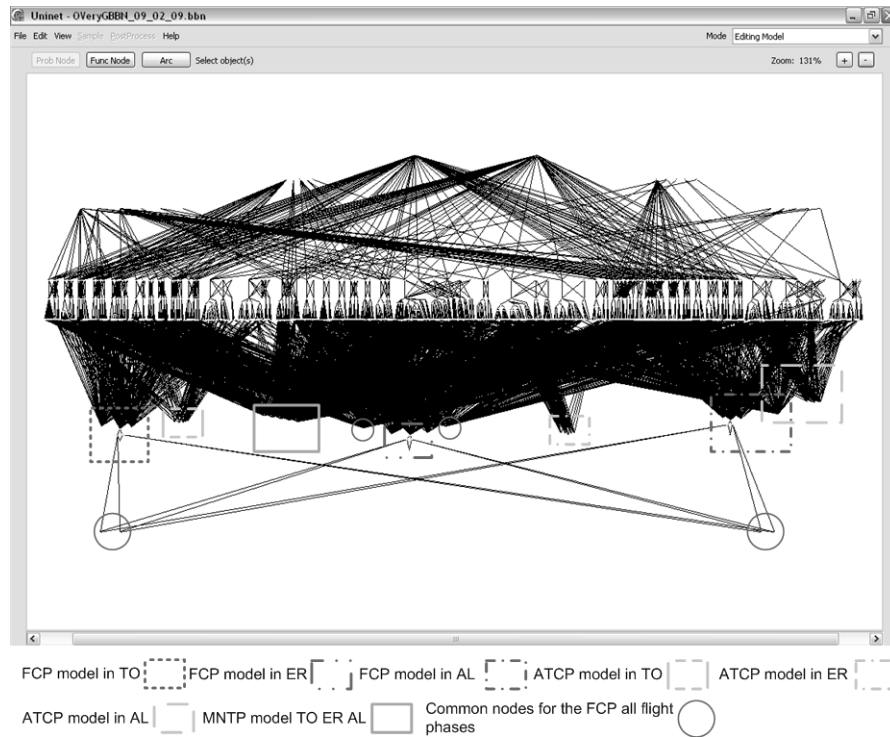 Uninet - OVeryGBBN_09_02_09.bbn
File Edit View Sample PostProcess Help
Mode Editing Model
Prob Node Func Node Arc Select object(s)
Zoom: 131% + -
FCP model in TO FCP model in ER FCP model in AL ATCP model in TO ATCP model in ER
ATCP model in AL MNTP model TO ER AL Common nodes for the FCP all flight
phases